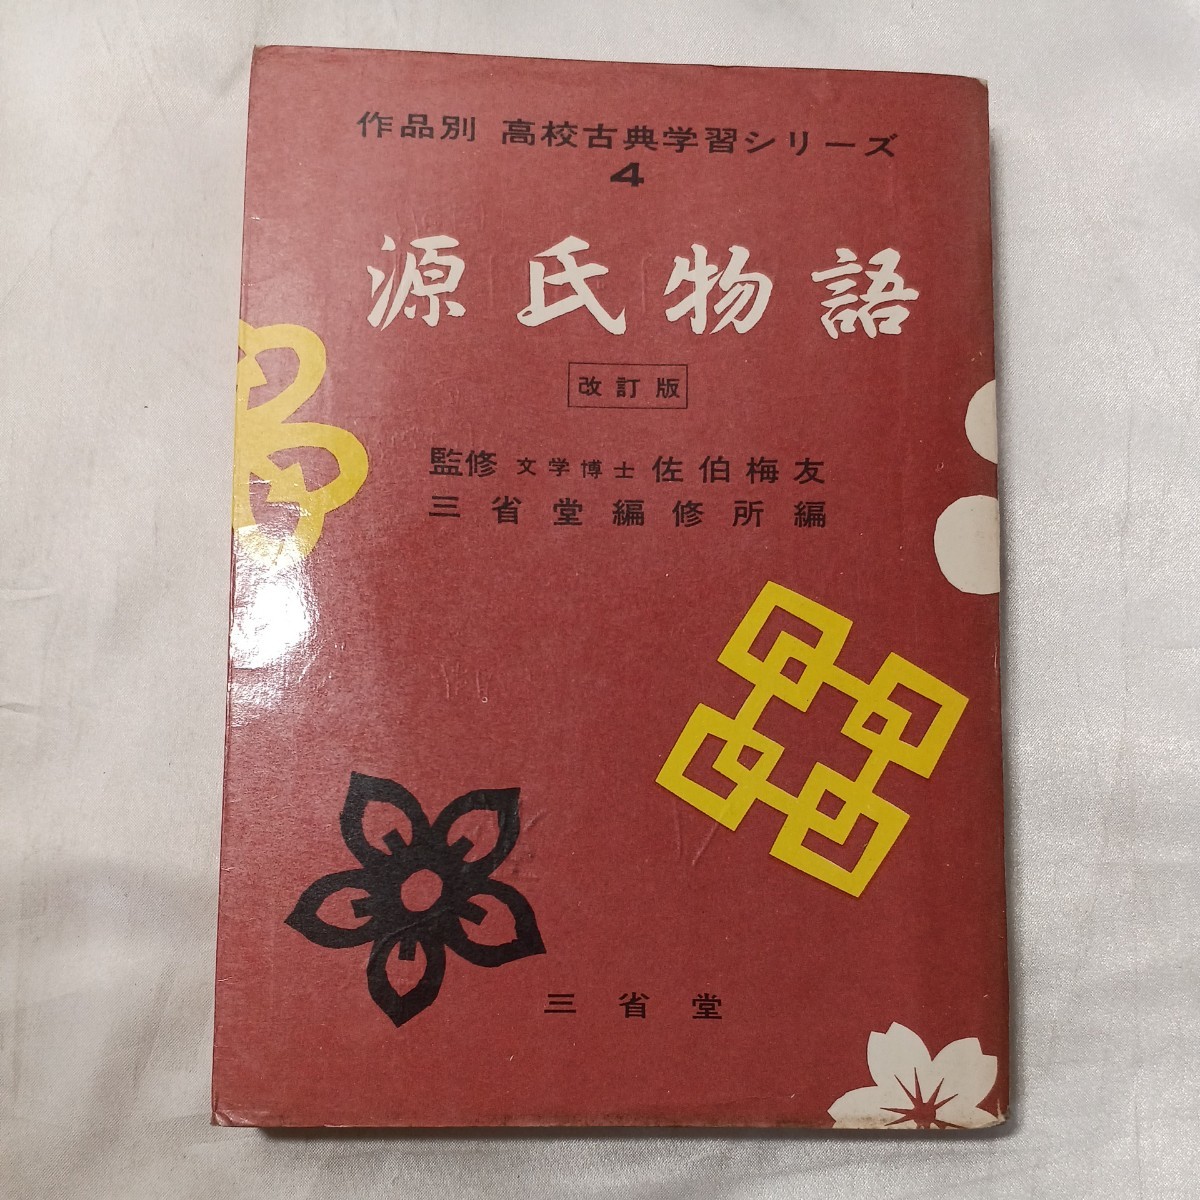 作品別 高校古典学習シリーズ
4
源氏物語
改訂版
監修 文学博士 佐伯梅友
三省堂編修所編
三省堂